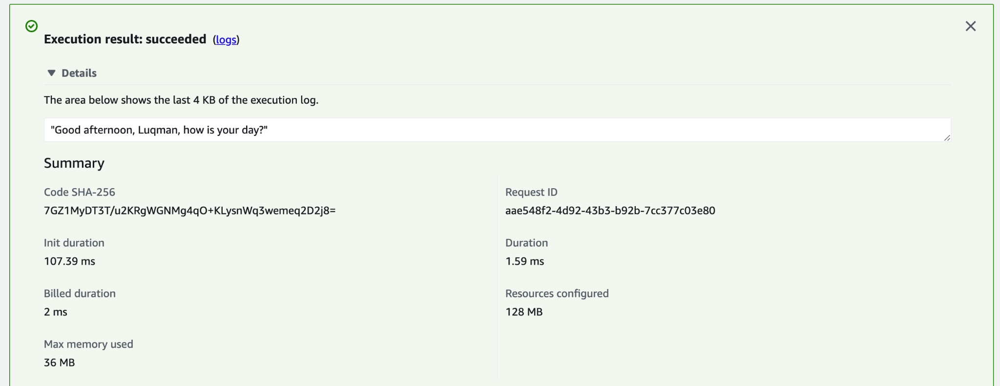 Execution result: succeeded (logs)
Details
The area below shows the last 4 KB of the execution log.
"Good afternoon, Luqman, how is your day?"
Summary
Code SHA-256
7GZ1MyDT3T/u2KRgWGNMg4qO+KLysnWq3wemeq2D2j8=
Request ID
aae548f2-4d92-43b3-b92b-7cc377c03e80
Init duration
107.39 ms
Duration
1.59 ms
Billed duration
2 ms
Resources configured
128 MB
Max memory used
36 MB